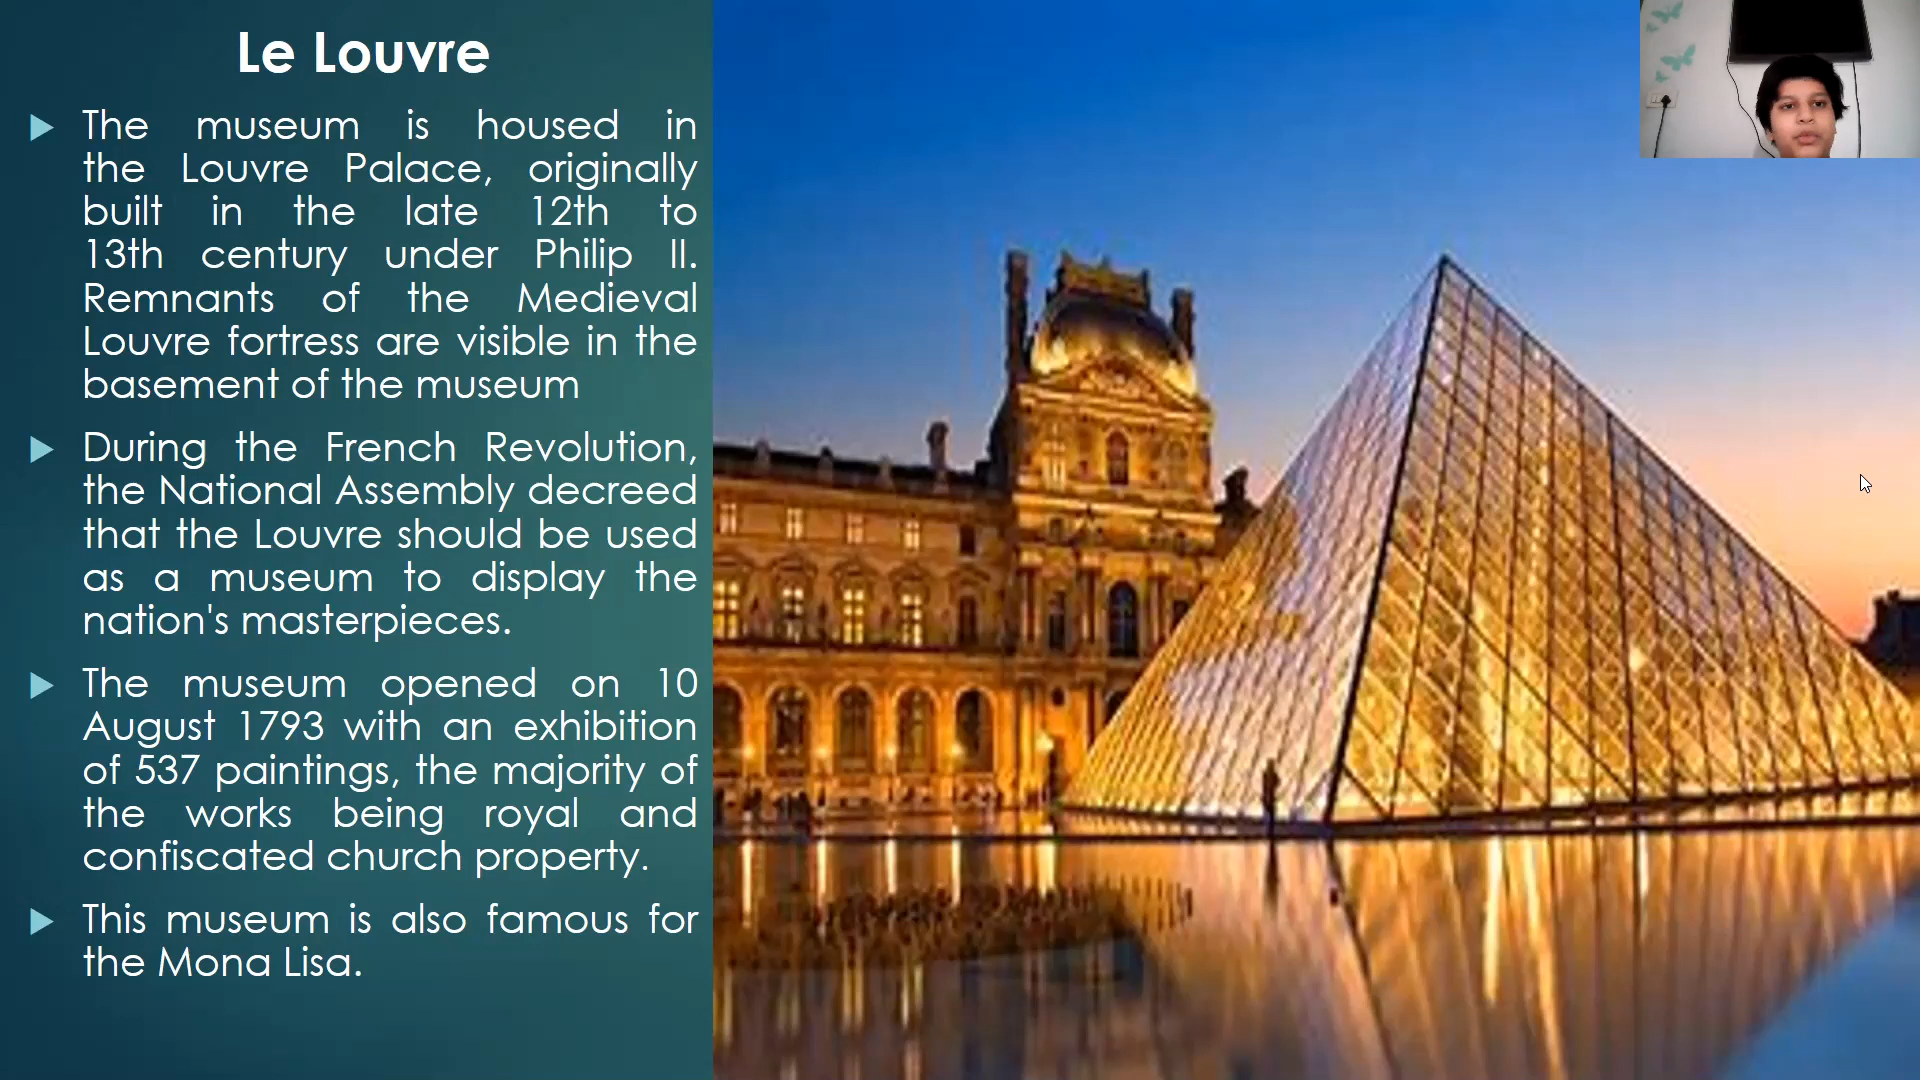 Le Louvre
The museum is housed in
the Louvre Palace, originally
built in the late 12th to
13th century under Philip II.
Remnants of the Medieval
Louvre fortress are visible in the
basement of the museum
During the French Revolution,
the National Assembly decreed
that the Louvre should be used
as a museum to display the
nation's masterpieces.
The museum opened on 10
August 1793 with an exhibition
of 537 paintings, the majority of
the works being royal and
confiscated church property.
This museum is also famous for
the Mona Lisa.